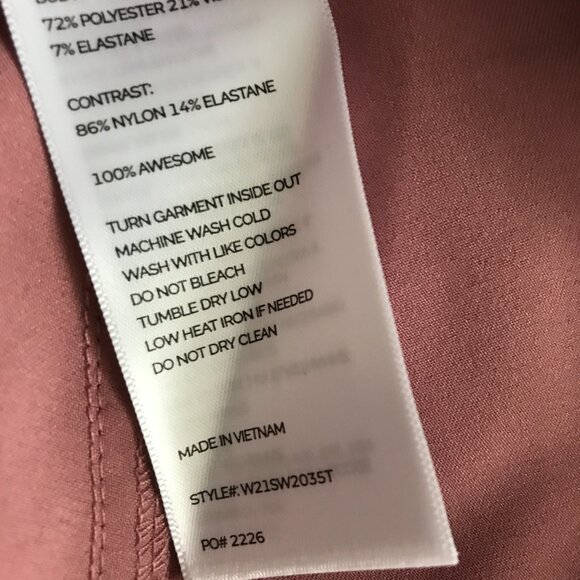 72% POLYESTER 21%
7% ELASTANE
CONTRAST:
86% NYLON 14% ELASTANE
100% AWESOME
TURN GARMENT INSIDE OUT
MACHINE WASH COLD
WASH WITH LIKE COLORS
DO NOT BLEACH
TUMBLE DRY LOW
LOW HEAT IRON IF NEEDED
DO NOT DRY CLEAN
MADE IN VIETNAM
STYLE#: W21SW2035T
PO# 2226